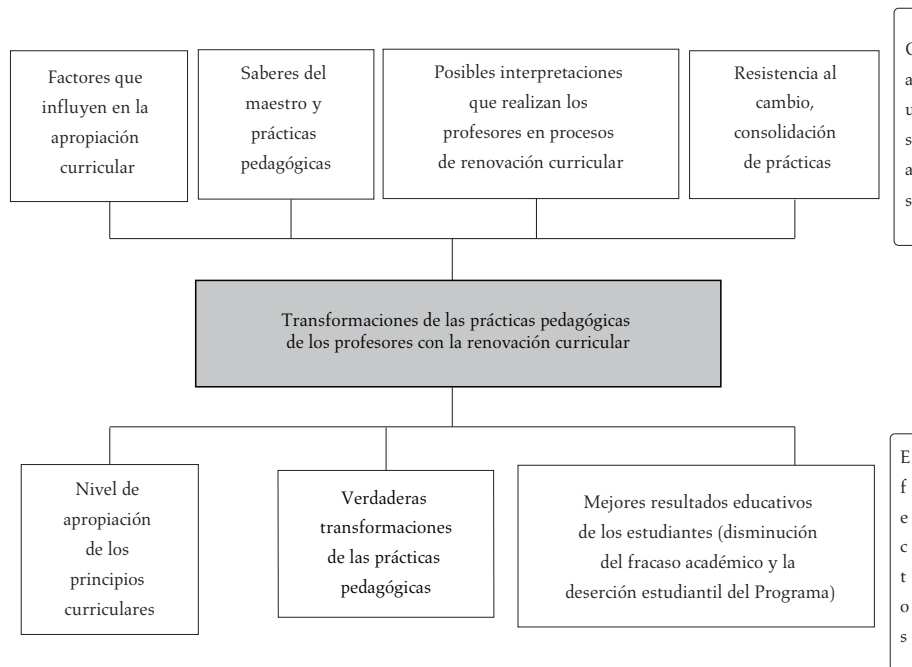 Factores que
influyen en la
apropiación
curricular
Saberes del
maestro y
prácticas
pedagógicas
Posibles interpretaciones
que realizan los
profesores en procesos
de renovación curricular
Resistencia al
cambio,
consolidación
de prácticas
C
a
u
s
a
s
Transformaciones de las prácticas pedagógicas
de los profesores con la renovación curricular
Nivel de
apropiación
de los
principios
curriculares
Verdaderas
transformaciones
de las prácticas
pedagógicas
Mejores resultados educativos
de los estudiantes (disminución
del fracaso académico y la
deserción estudiantil del Programa)
E
f
e
c
t
o
s